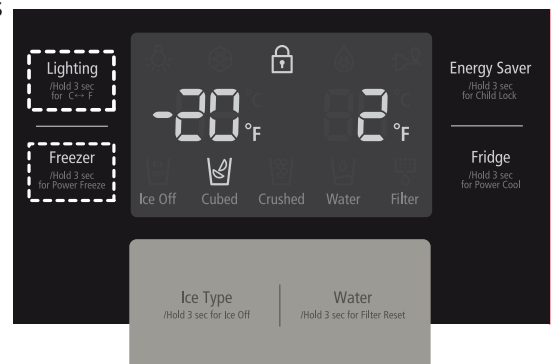 Lighting
/Hold 3 sec
for C↔ F
Freezer
/Hold 3 sec
for Power Freeze
-20 °F
2 °F
Ice Off Cubed Crushed Water Filter
Energy Saver
/Hold 3 sec
for Child Lock
Fridge
/Hold 3 sec
for Power Cool
Ice Type
/Hold 3 sec for Ice Off
Water
/Hold 3 sec for Filter Reset